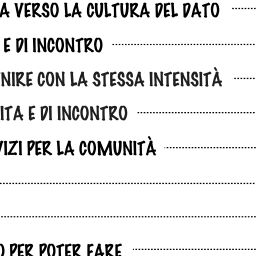 A VERSO LA CULTURA DEL DATO
E DI INCONTRO
NIRE CON LA STESSA INTENSITÀ
ITA E DI INCONTRO
VIZI PER LA COMUNITÀ
O PER POTER FARE